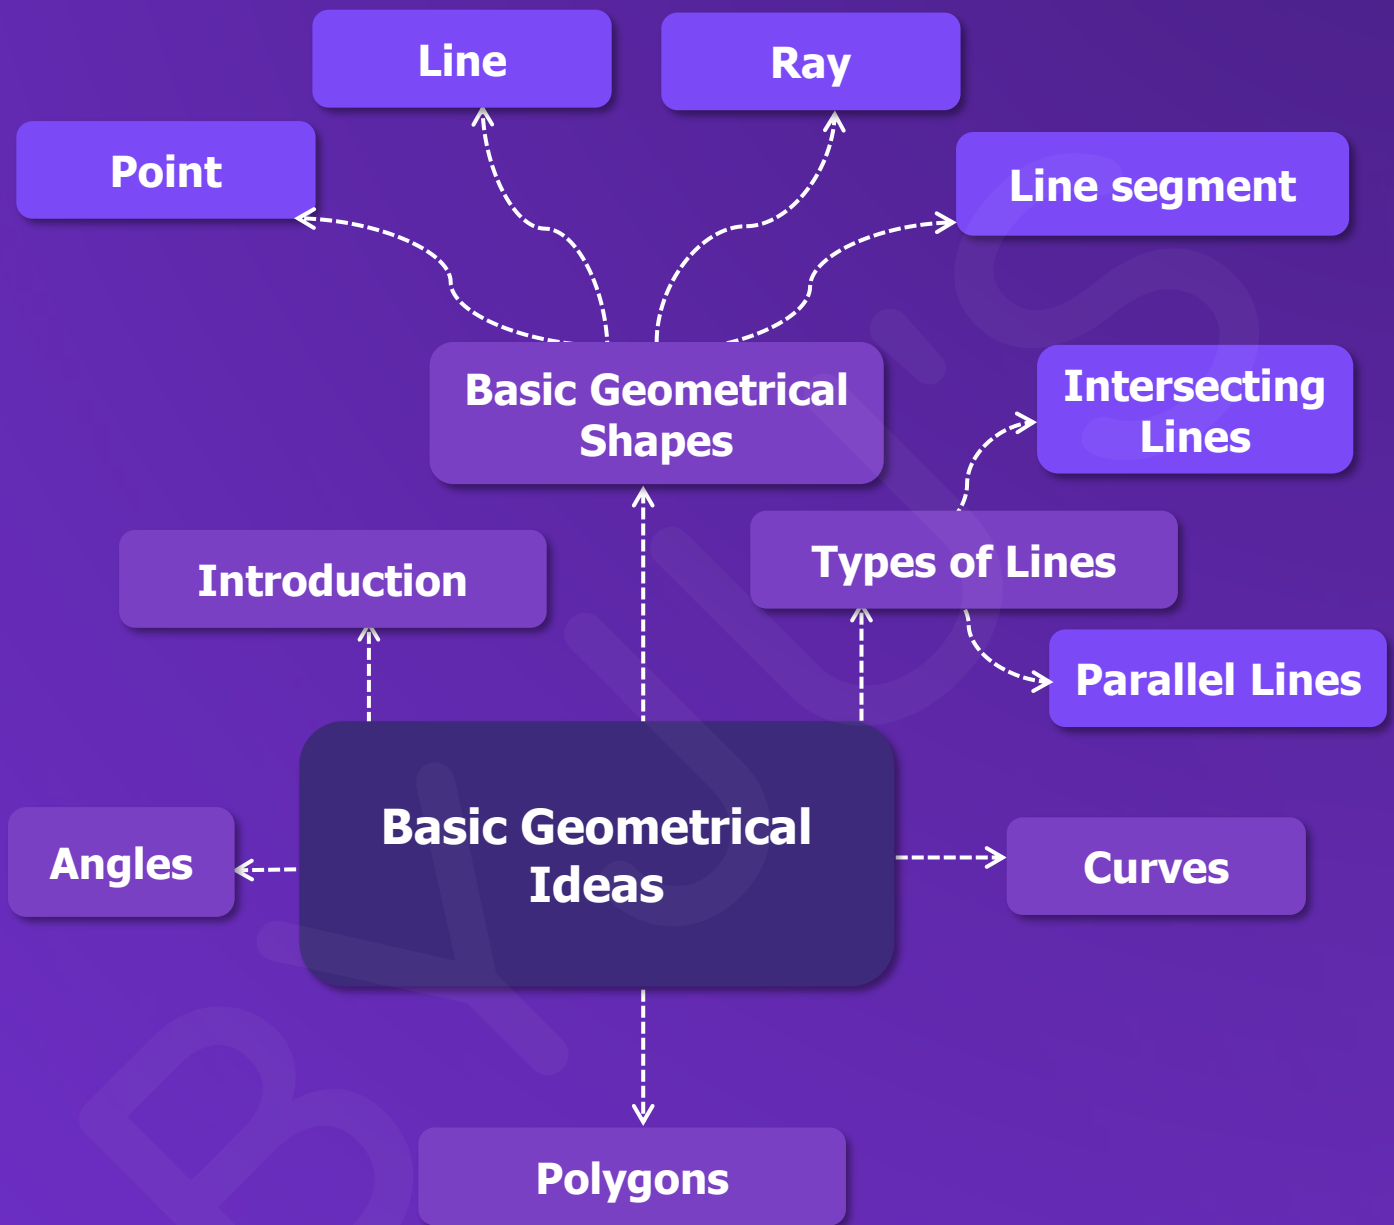 Line
Ray
Point
Line segment
Basic Geometrical
Shapes
Intersecting
Lines
Types of Lines
Introduction
Parallel Lines
Basic Geometrical
Ideas
Angles
Curves
Polygons
BYJU'S